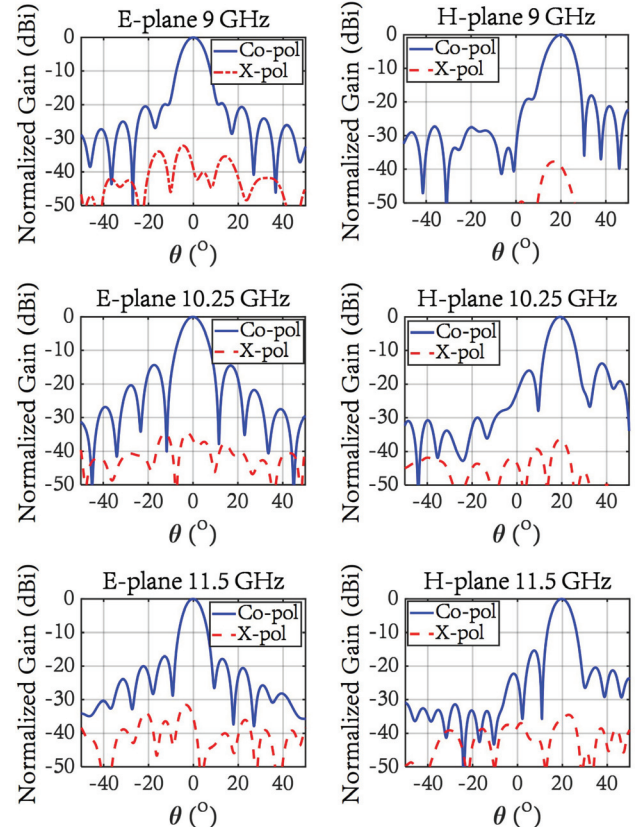 E-plane 9 GHz
Normalized Gain (dBi)
0
-10
-20
-30
-40
-50
Co-pol
X-pol
-40 -20 0 20 40
θ (O)
H-plane 9 GHz
Normalized Gain (dBi)
0
-10
-20
-30
-40
-50
Co-pol
X-pol
-40 -20 0 20 40
θ (O)
E-plane 10.25 GHz
Normalized Gain (dBi)
0
-10
-20
-30
-40
-50
Co-pol
X-pol
-40 -20 0 20 40
θ (O)
H-plane 10.25 GHz
Normalized Gain (dBi)
0
-10
-20
-30
-40
-50
Co-pol
X-pol
-40 -20 0 20 40
θ (O)
E-plane 11.5 GHz
Normalized Gain (dBi)
0
-10
-20
-30
-40
-50
Co-pol
X-pol
-40 -20 0 20 40
θ (O)
H-plane 11.5 GHz
Normalized Gain (dBi)
0
-10
-20
-30
-40
-50
Co-pol
X-pol
-40 -20 0 20 40
θ (O)